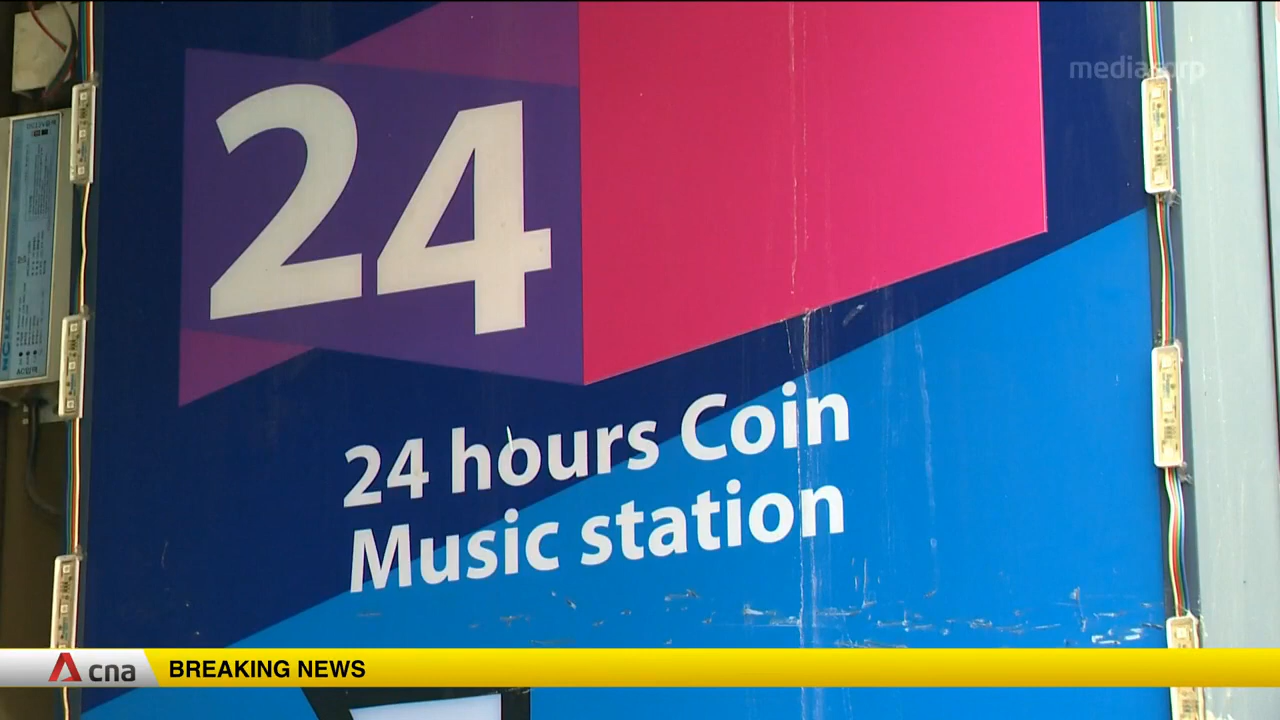 mediacorp
24
24 hours Coin
Music station
cna
BREAKING NEWS